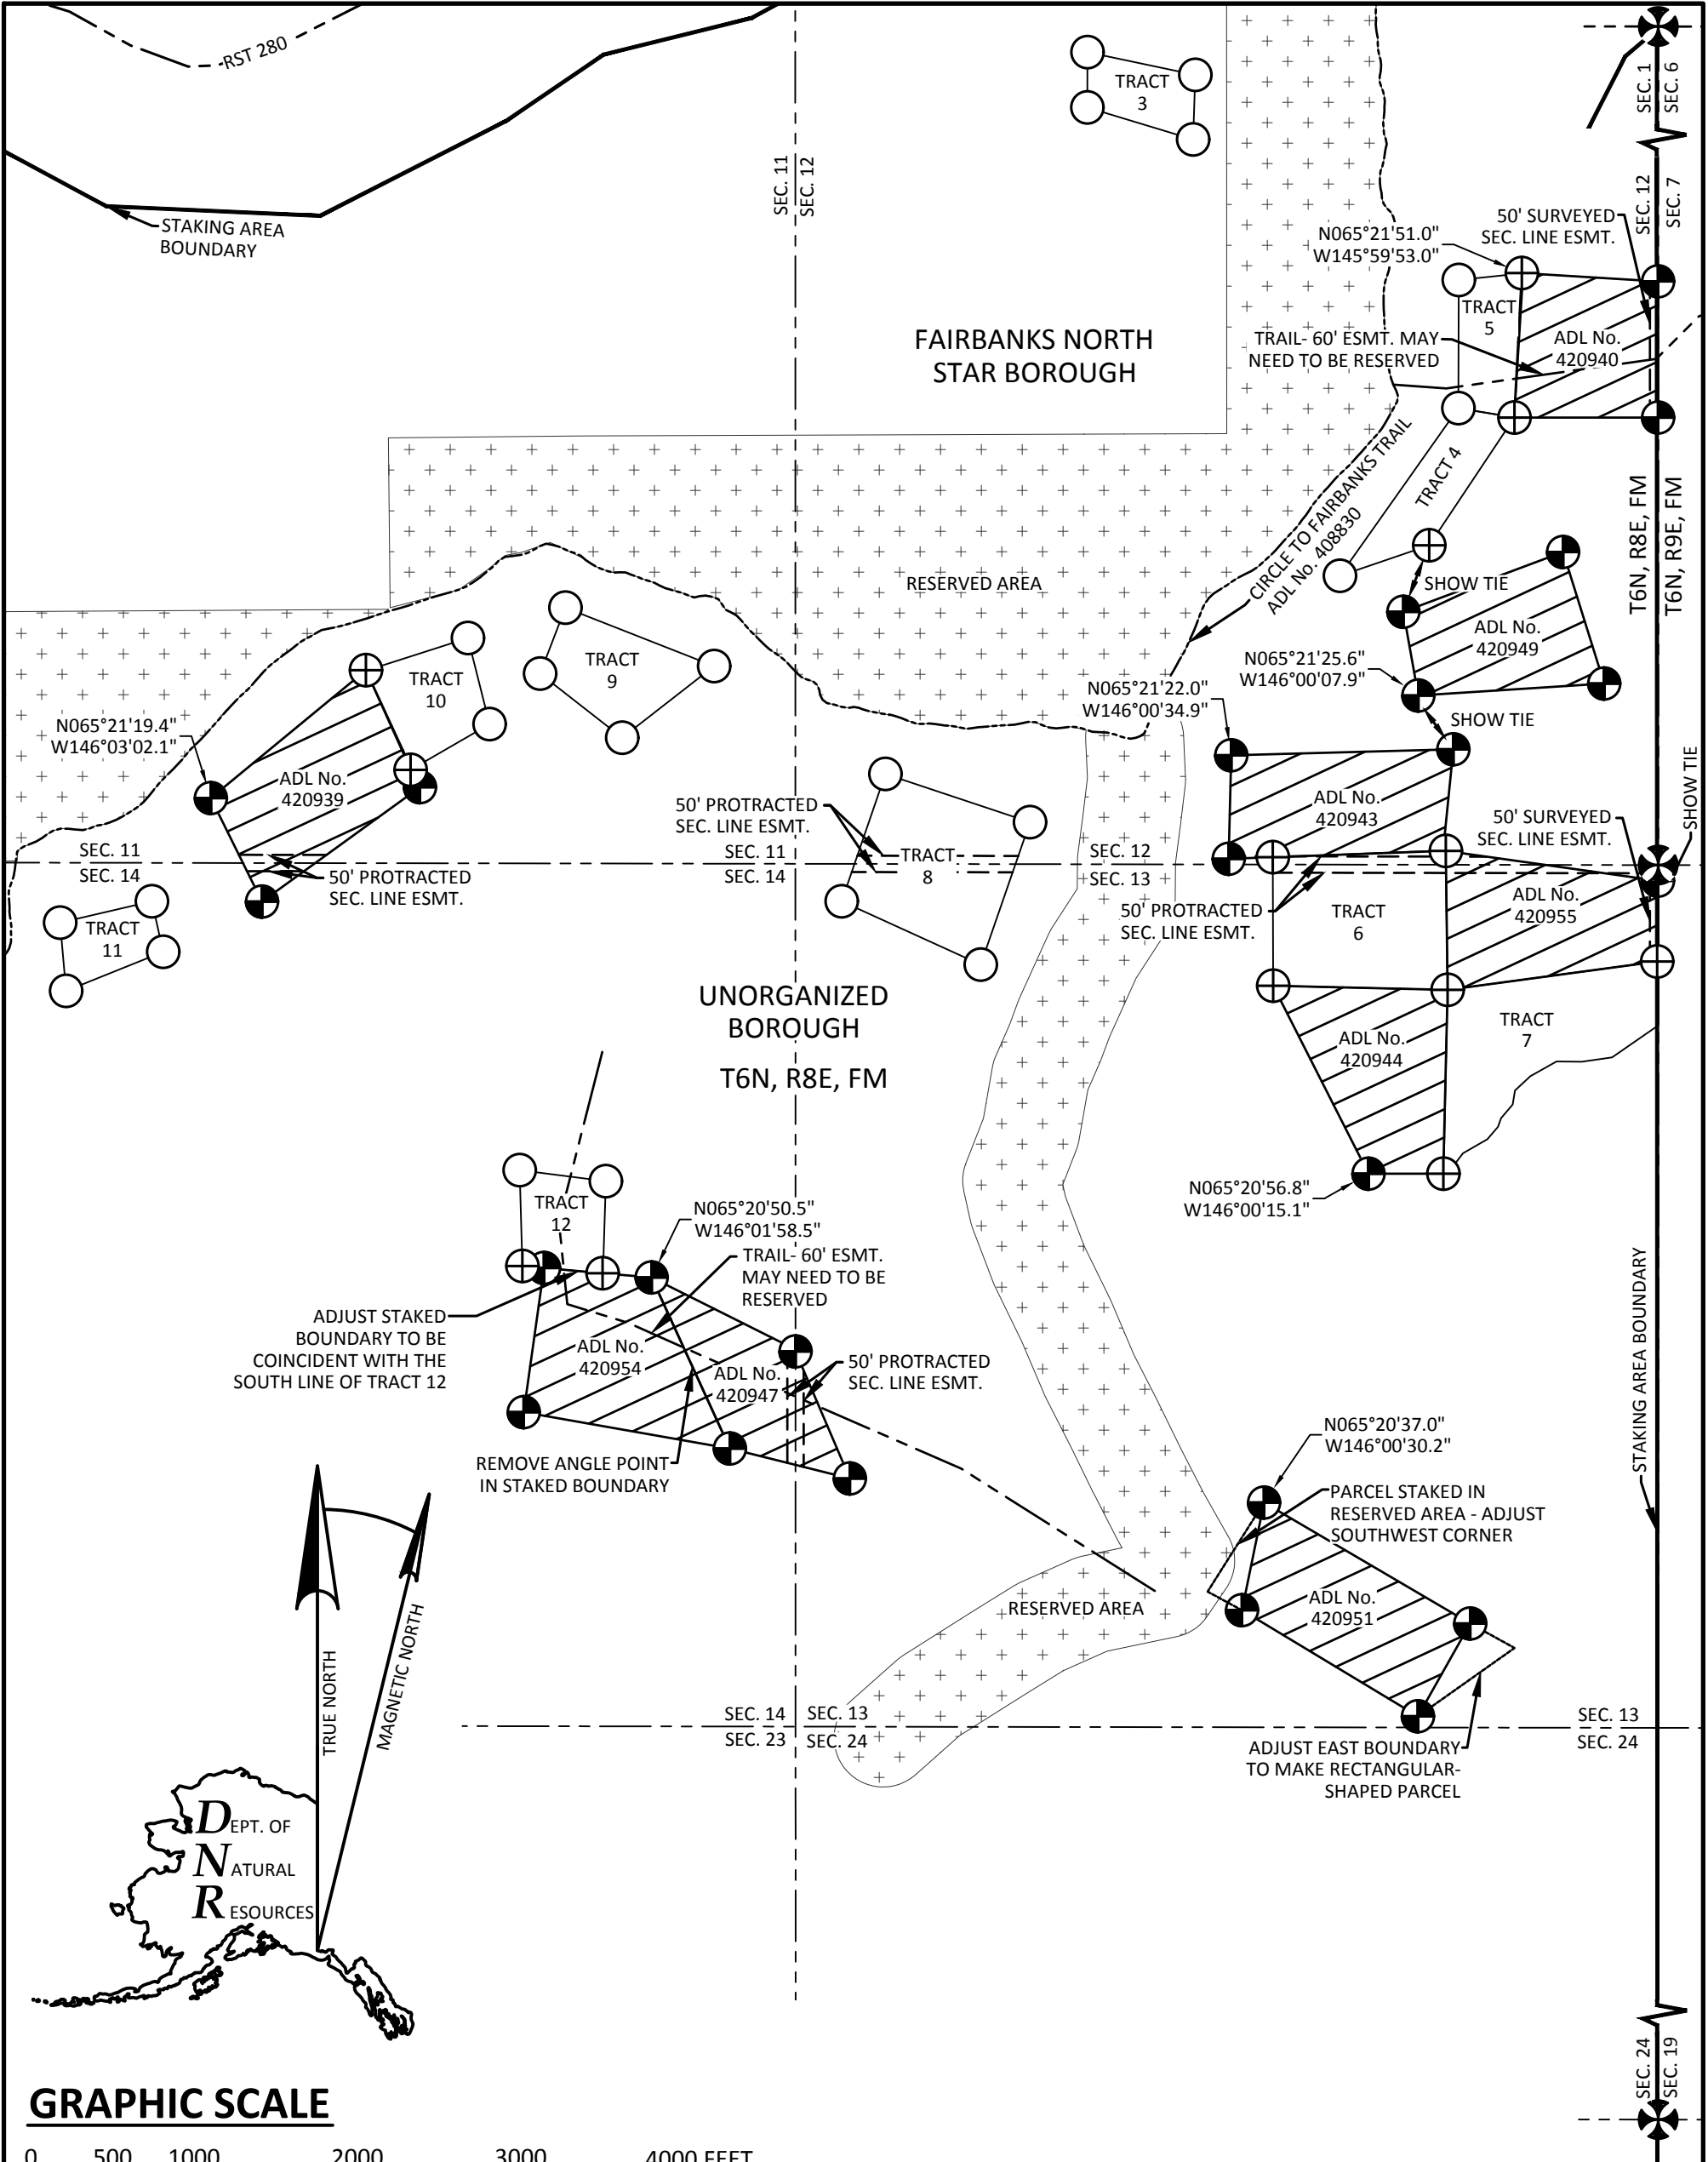 RST 280
TRACT
3
SEC. 1
SEC. 6
SEC. 11
SEC. 12
SEC. 12
SEC. 7
STAKING AREA
BOUNDARY
50' SURVEYED
SEC. LINE ESMT.
N065°21'51.0"
W145°59'53.0"
TRACT
5
FAIRBANKS NORTH
STAR BOROUGH
TRAIL- 60' ESMT. MAY
NEED TO BE RESERVED
ADL No.
420940
CIRCLE TO FAIRBANKS TRAIL
ADL No. 408830
TRACT 4
T6N, R8E, FM
T6N, R9E, FM
RESERVED AREA
SHOW TIE
ADL No.
420949
N065°21'25.6"
W146°00'07.9"
TRACT
9
TRACT
10
N065°21'22.0"
W146°00'34.9"
SHOW TIE
N065°21'19.4"
W146°03'02.1"
ADL No.
420939
50' PROTRACTED
SEC. LINE ESMT.
ADL No.
420943
50' SURVEYED
SEC. LINE ESMT.
SHOW TIE
SEC. 11
SEC. 14
SEC. 11
SEC. 14
TRACT
8
SEC. 12
SEC. 13
50' PROTRACTED
SEC. LINE ESMT.
TRACT
11
50' PROTRACTED
SEC. LINE ESMT.
TRACT
6
ADL No.
420955
UNORGANIZED
BOROUGH
T6N, R8E, FM
ADL No.
420944
TRACT
7
TRACT
12
N065°20'50.5"
W146°01'58.5"
N065°20'56.8"
W146°00'15.1"
TRAIL- 60' ESMT.
MAY NEED TO BE
RESERVED
ADJUST STAKED
BOUNDARY TO BE
COINCIDENT WITH THE
SOUTH LINE OF TRACT 12
ADL No.
420954
ADL No.
420947
50' PROTRACTED
SEC. LINE ESMT.
STAKING AREA BOUNDARY
REMOVE ANGLE POINT
IN STAKED BOUNDARY
N065°20'37.0"
W146°00'30.2"
PARCEL STAKED IN
RESERVED AREA - ADJUST
SOUTHWEST CORNER
ADL No.
420951
RESERVED AREA
TRUE NORTH
MAGNETIC NORTH
SEC. 14
SEC. 13
SEC. 23
SEC. 24
SEC. 13
SEC. 24
ADJUST EAST BOUNDARY
TO MAKE RECTANGULAR-
SHAPED PARCEL
DEPT. OF
NATURAL
RESOURCES
SEC. 24
SEC. 19
GRAPHIC SCALE
0 500 1000 2000 3000 4000 FEET